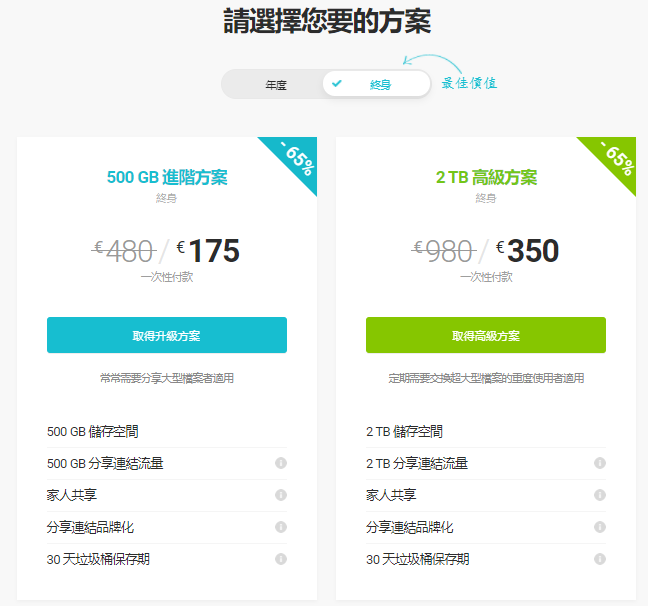 請選擇您要的方案
年度
終身
最佳價值
- 65%
500 GB 進階方案
終身
€480 / €175
一次性付款
取得升級方案
常常需要分享大型檔案者適用
500 GB 儲存空間
500 GB 分享連結流量
家人共享
分享連結品牌化
30 天垃圾桶保存期
- 65%
2 TB 高級方案
終身
€980 / €350
一次性付款
取得高級方案
定期需要交換超大型檔案的重度使用者適用
2 TB 儲存空間
2 TB 分享連結流量
家人共享
分享連結品牌化
30 天垃圾桶保存期